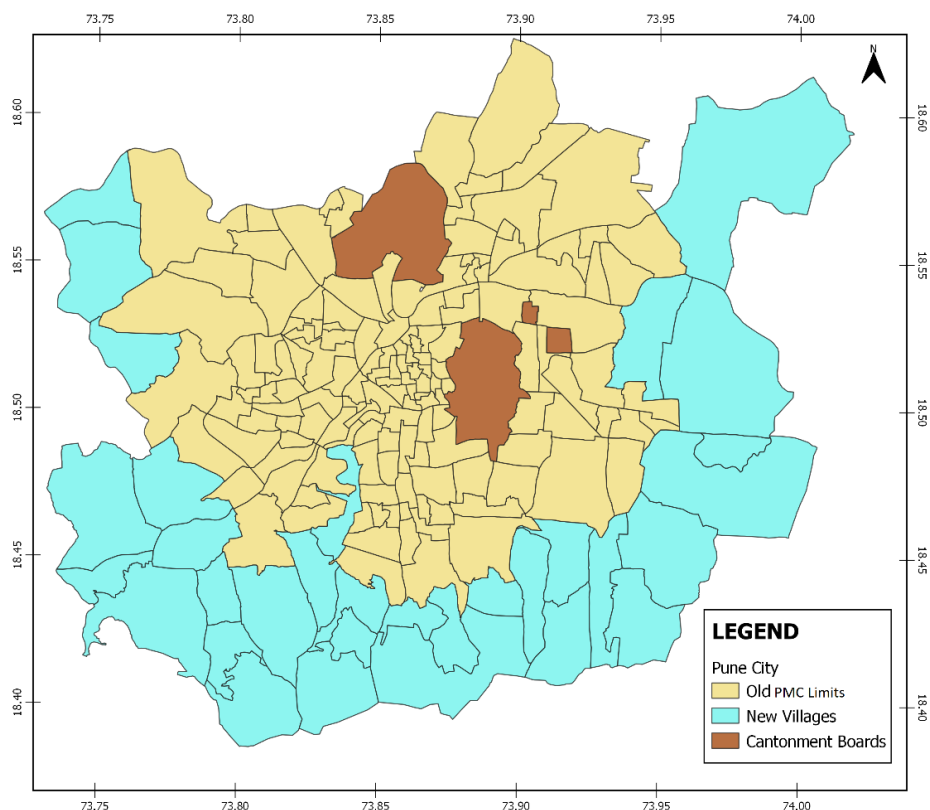 73.75 73.80 73.85 73.90 73.95 74.00
N
18.60 18.60
18.55 18.55
18.50 18.50
18.45 18.45
18.40 18.40
LEGEND
Pune City
Old PMC Limits
New Villages
Cantonment Boards
73.75 73.80 73.85 73.90 73.95 74.00